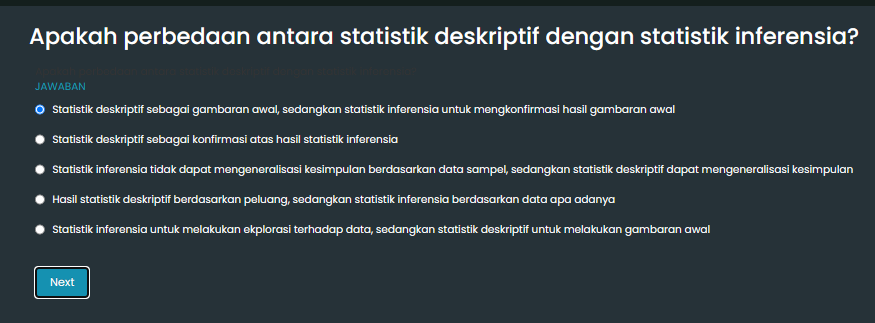 Apakah perbedaan antara statistik deskriptif dengan statistik inferensia?
JAWABAN
Statistik deskriptif sebagai gambaran awal, sedangkan statistik inferensia untuk mengkonfirmasi hasil gambaran awal
Statistik deskriptif sebagai konfirmasi atas hasil statistik inferensia
Statistik inferensia tidak dapat mengeneralisasi kesimpulan berdasarkan data sampel, sedangkan statistik deskriptif dapat mengeneralisasi kesimpulan
Hasil statistik deskriptif berdasarkan peluang, sedangkan statistik inferensia berdasarkan data apa adanya
Statistik inferensia untuk melakukan ekplorasi terhadap data, sedangkan statistik deskriptif untuk melakukan gambaran awal
Next